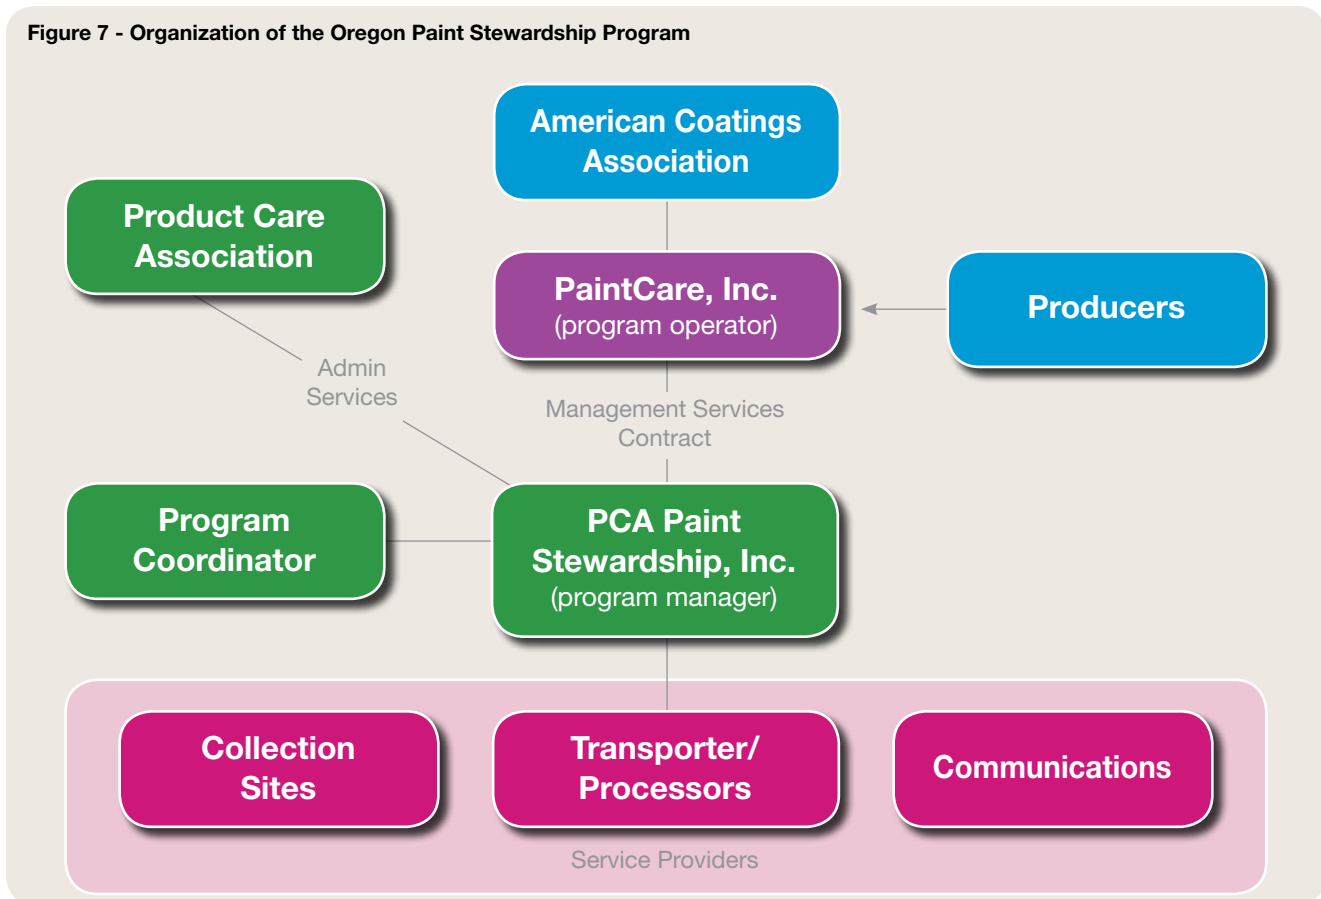 Figure 7 - Organization of the Oregon Paint Stewardship Program
American Coatings
Association
Product Care
Association
PaintCare, Inc.
(program operator)
Producers
Admin
Services
Management Services
Contract
Program
Coordinator
PCA Paint
Stewardship, Inc.
(program manager)
Collection
Sites
Transporter/
Processors
Communications
Service Providers